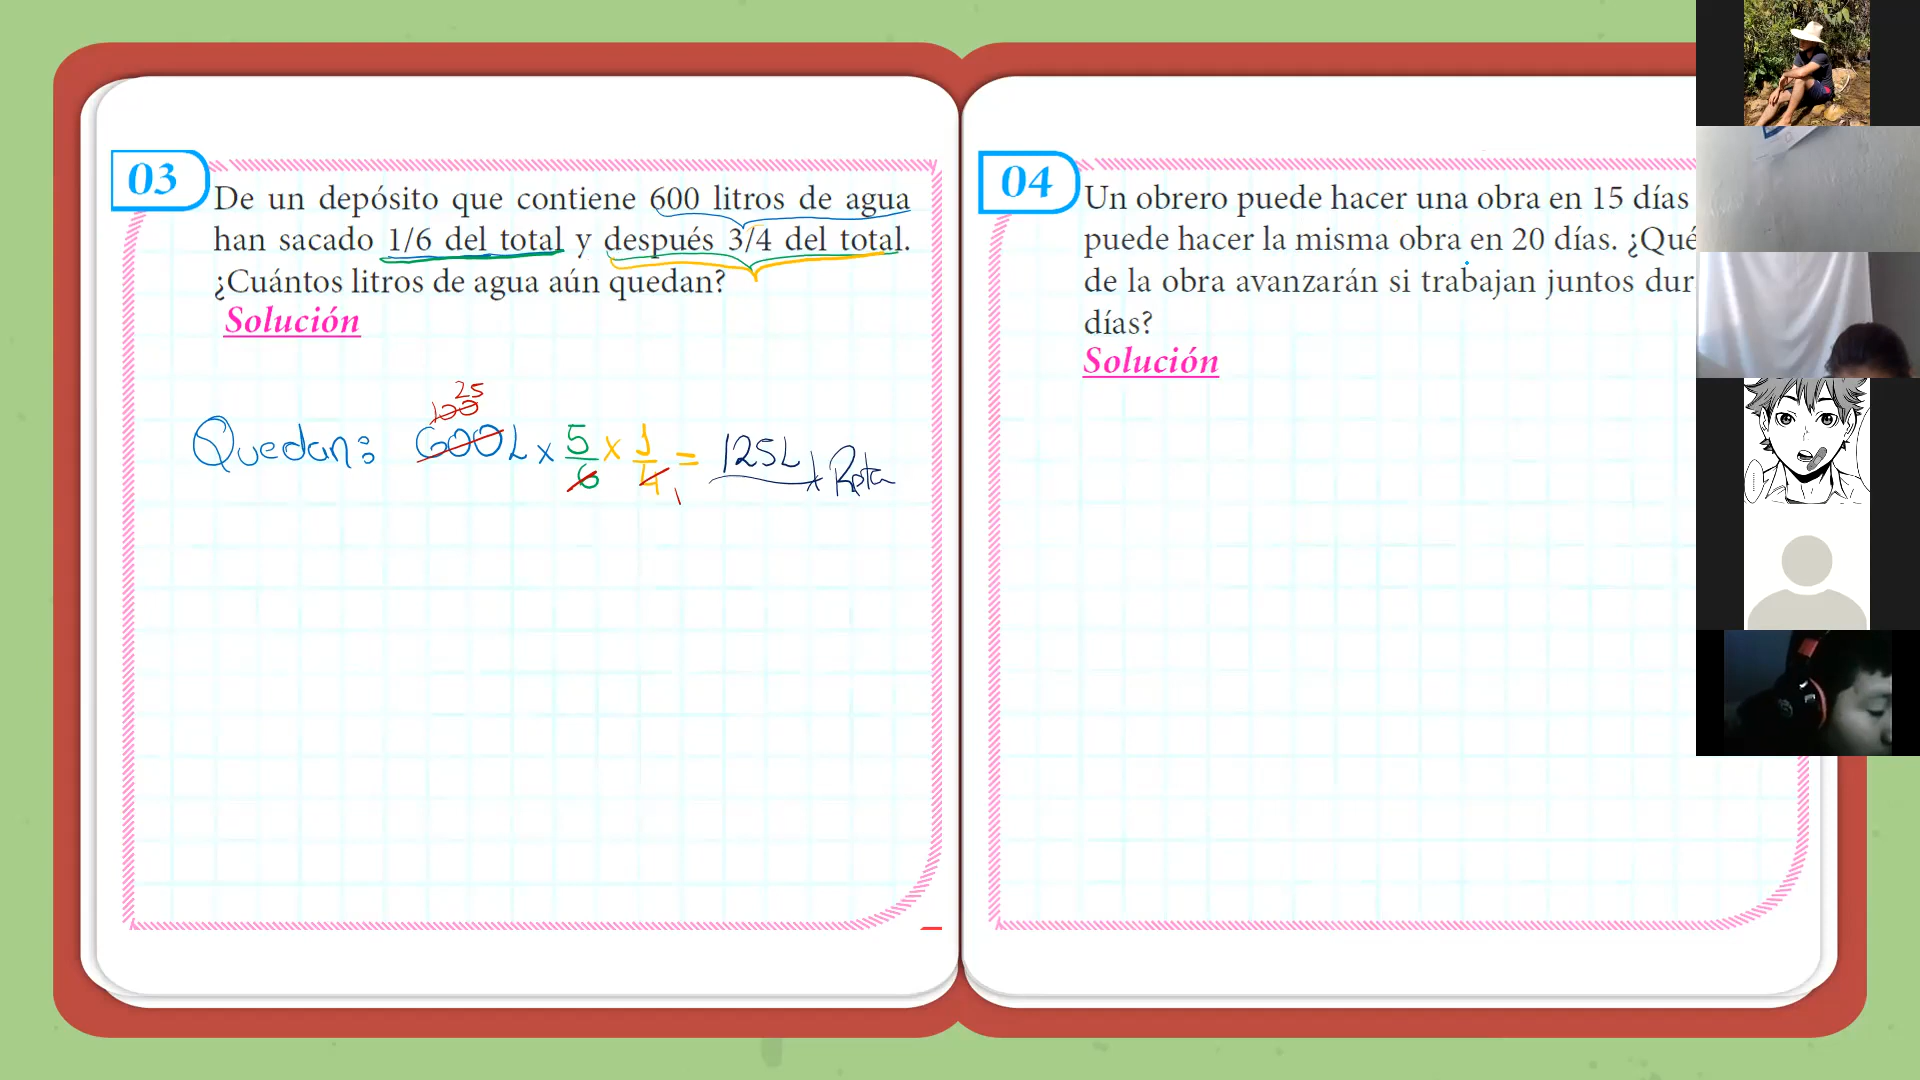 03
De un depósito que contiene 600 litros de agua
han sacado 1/6 del total y después 3/4 del total.
¿Cuántos litros de agua aún quedan?
Solución
25
100
Quedan: 600L x 5/6 x 1/4 = 125L Rpta
1
04
Un obrero puede hacer una obra en 15 días
puede hacer la misma obra en 20 días. ¿Qué
de la obra avanzarán si trabajan juntos dur
días?
Solución